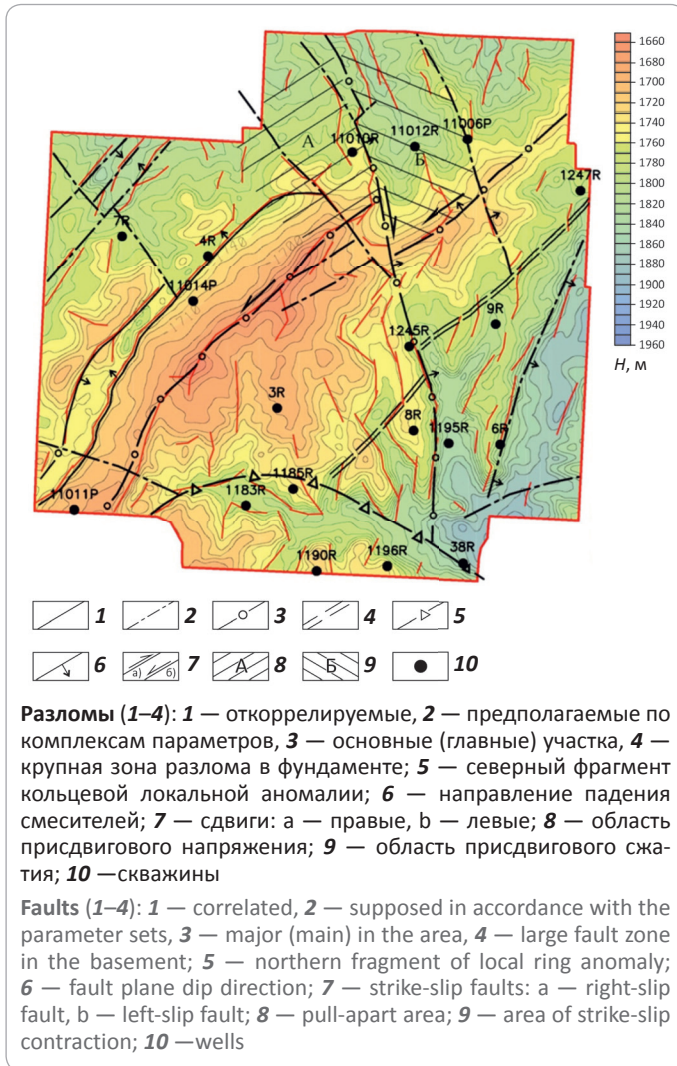 1660
1680
1700
1720
1740
1760
1780
1800
1820
1840
1860
1880
1900
1920
1940
1960
H, м
А
11010R
11012R
Б
11006P
1247R
7R
4R
11014P
9R
1245R
3R
8R
1195R
6R
1185R
1183R
11011P
1190R
1196R
38R
1 2 3 4 5
а) б) А Б
6 7 8 9 10
Разломы (1–4): 1 — откоррелируемые, 2 — предполагаемые по
комплексам параметров, 3 — основные (главные) участка, 4 —
крупная зона разлома в фундаменте; 5 — северный фрагмент
кольцевой локальной аномалии; 6 — направление падения
смесителей; 7 — сдвиги: a — правые, b — левые; 8 — область
присдвигового напряжения; 9 — область присдвигового сжа-
тия; 10 —скважины
Faults (1–4): 1 — correlated, 2 — supposed in accordance with the
parameter sets, 3 — major (main) in the area, 4 — large fault zone
in the basement; 5 — northern fragment of local ring anomaly;
6 — fault plane dip direction; 7 — strike-slip faults: a — right-slip
fault, b — left-slip fault; 8 — pull-apart area; 9 — area of strike-slip
contraction; 10 —wells